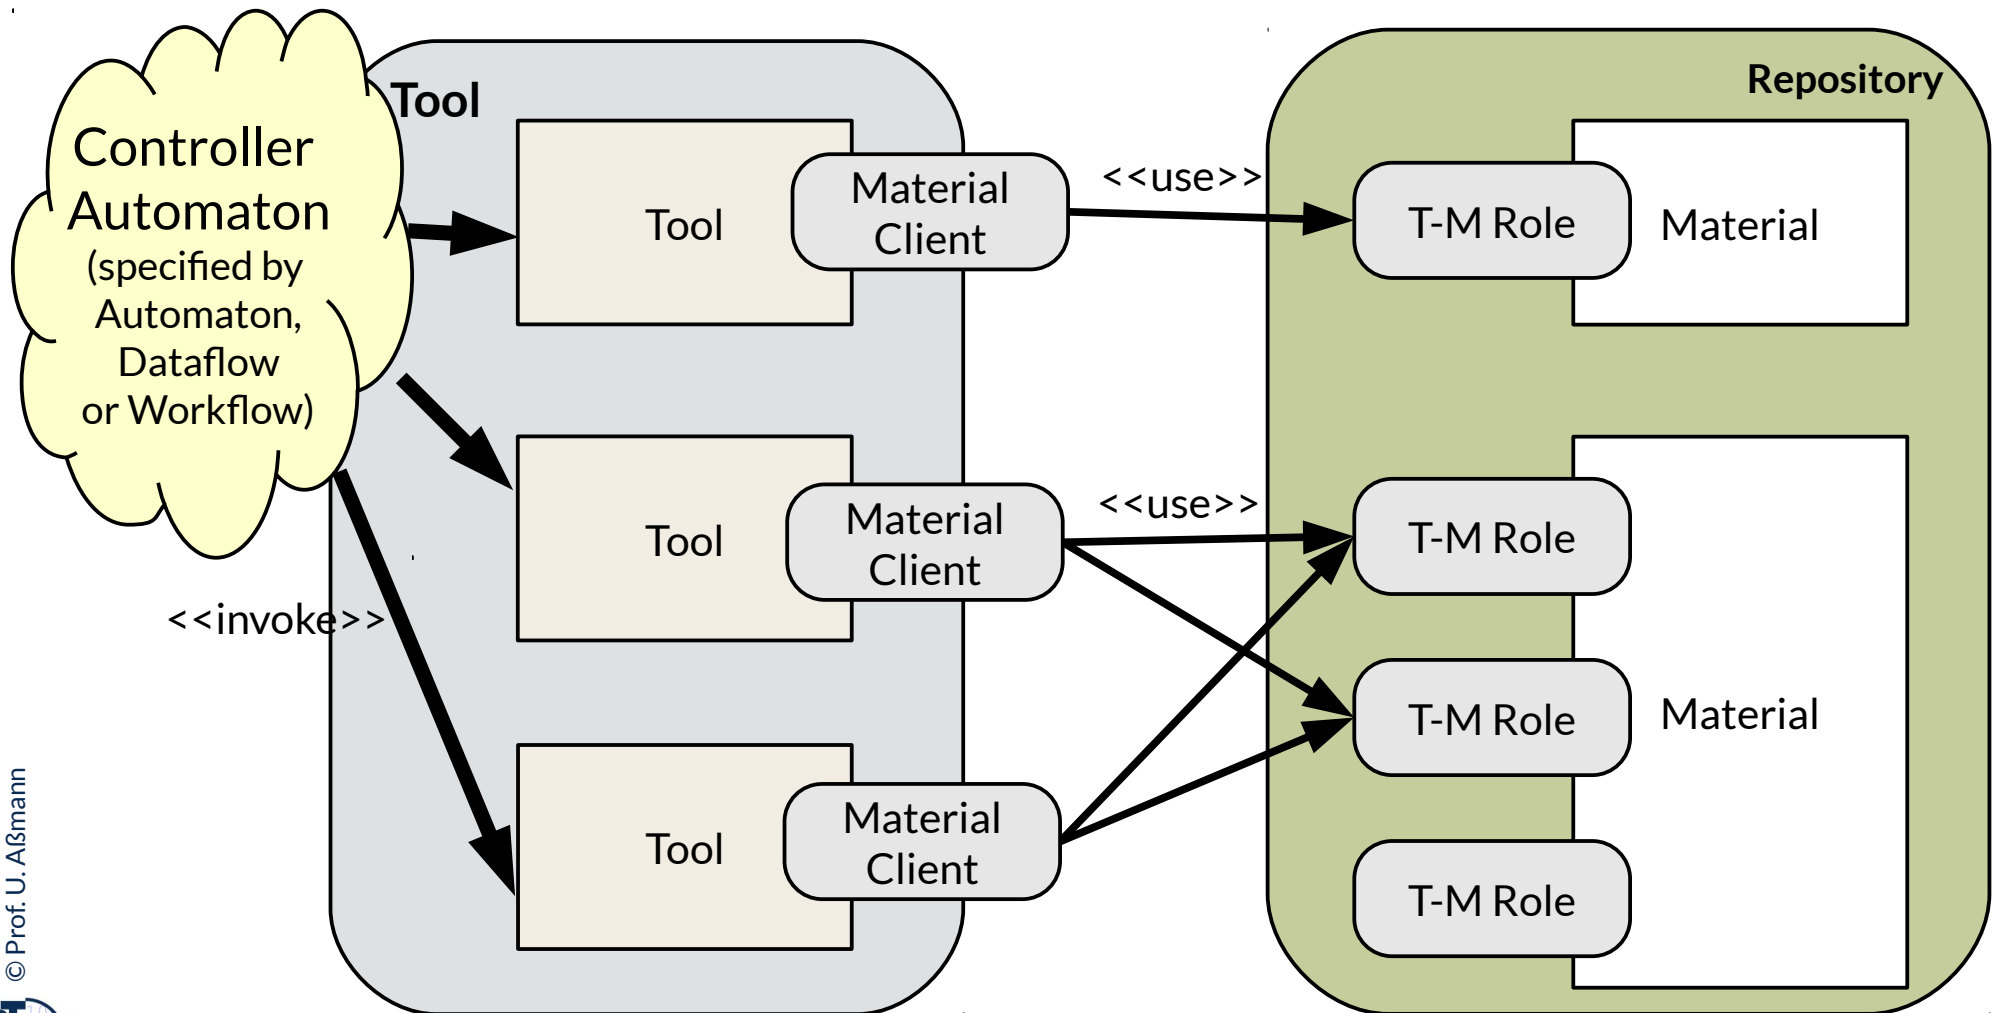 Controller
Automaton
(specified by
Automaton,
Dataflow
or Workflow)
<<invoke>>
Tool
Tool
Material
Client
<<use>>
Tool
Material
Client
<<use>>
Tool
Material
Client
Repository
T-M Role
Material
T-M Role
T-M Role
Material
T-M Role
© Prof. U. Aßmann